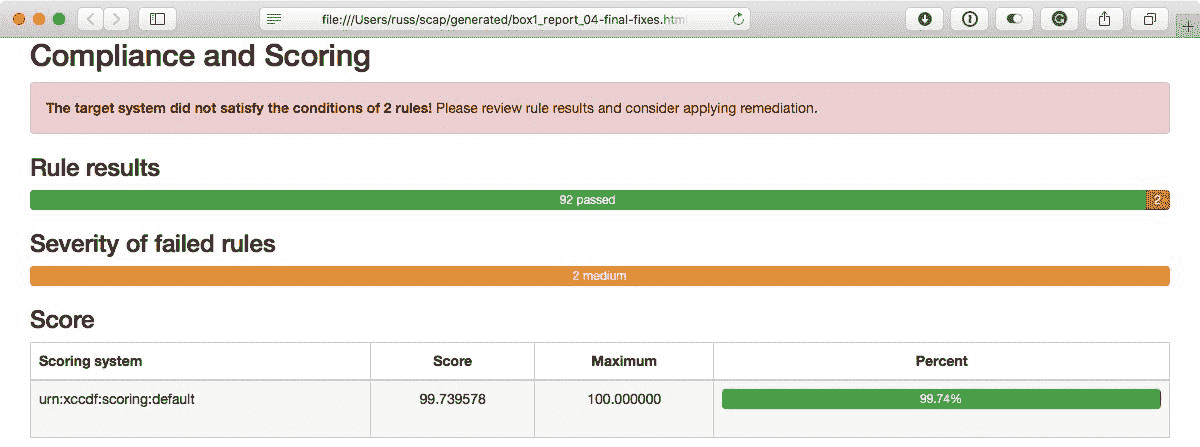 file:///Users/russ/scap/generated/box1_report_04-final-fixes.html
Compliance and Scoring
The target system did not satisfy the conditions of 2 rules! Please review rule results and consider applying remediation.
Rule results
92 passed 2
Severity of failed rules
2 medium
Score
Scoring system Score Maximum Percent
urn:xccdf:scoring:default 99.739578 100.000000 99.74%